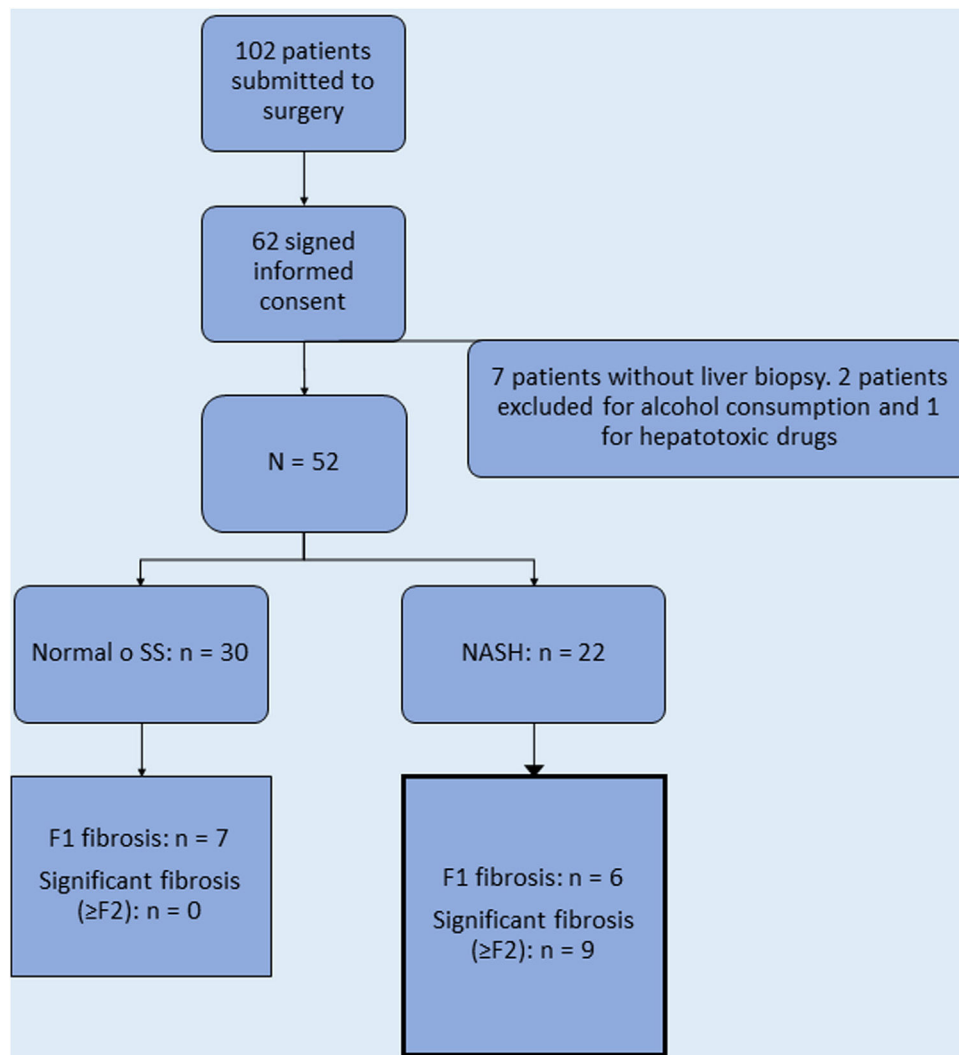 102 patients
submitted to
surgery
62 signed
informed
consent
7 patients without liver biopsy. 2 patients
excluded for alcohol consumption and 1
for hepatotoxic drugs
N = 52
Normal o SS: n = 30
NASH: n = 22
F1 fibrosis: n = 7
Significant fibrosis
(≥F2): n = 0
F1 fibrosis: n = 6
Significant fibrosis
(≥F2): n = 9